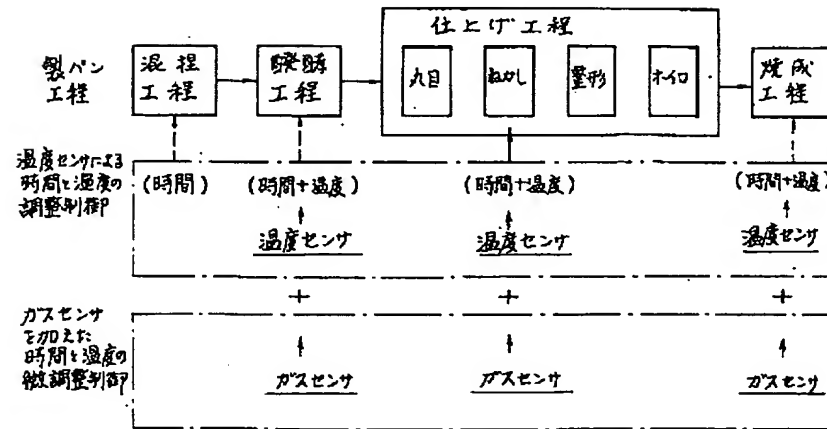 製パン
工程
混捏
工程
醗酵
工程
仕上げ工程
丸目
ねかし
整形
ホイロ
焼成
工程
温度センサによる
時間と温度の
調整制御
(時間)
(時間+温度)
(時間+温度)
(時間+温度)
温度センサ
温度センサ
温度センサ
+
+
+
ガスセンサ
を加えた
時間と温度の
微調整制御
ガスセンサ
ガスセンサ
ガスセンサ